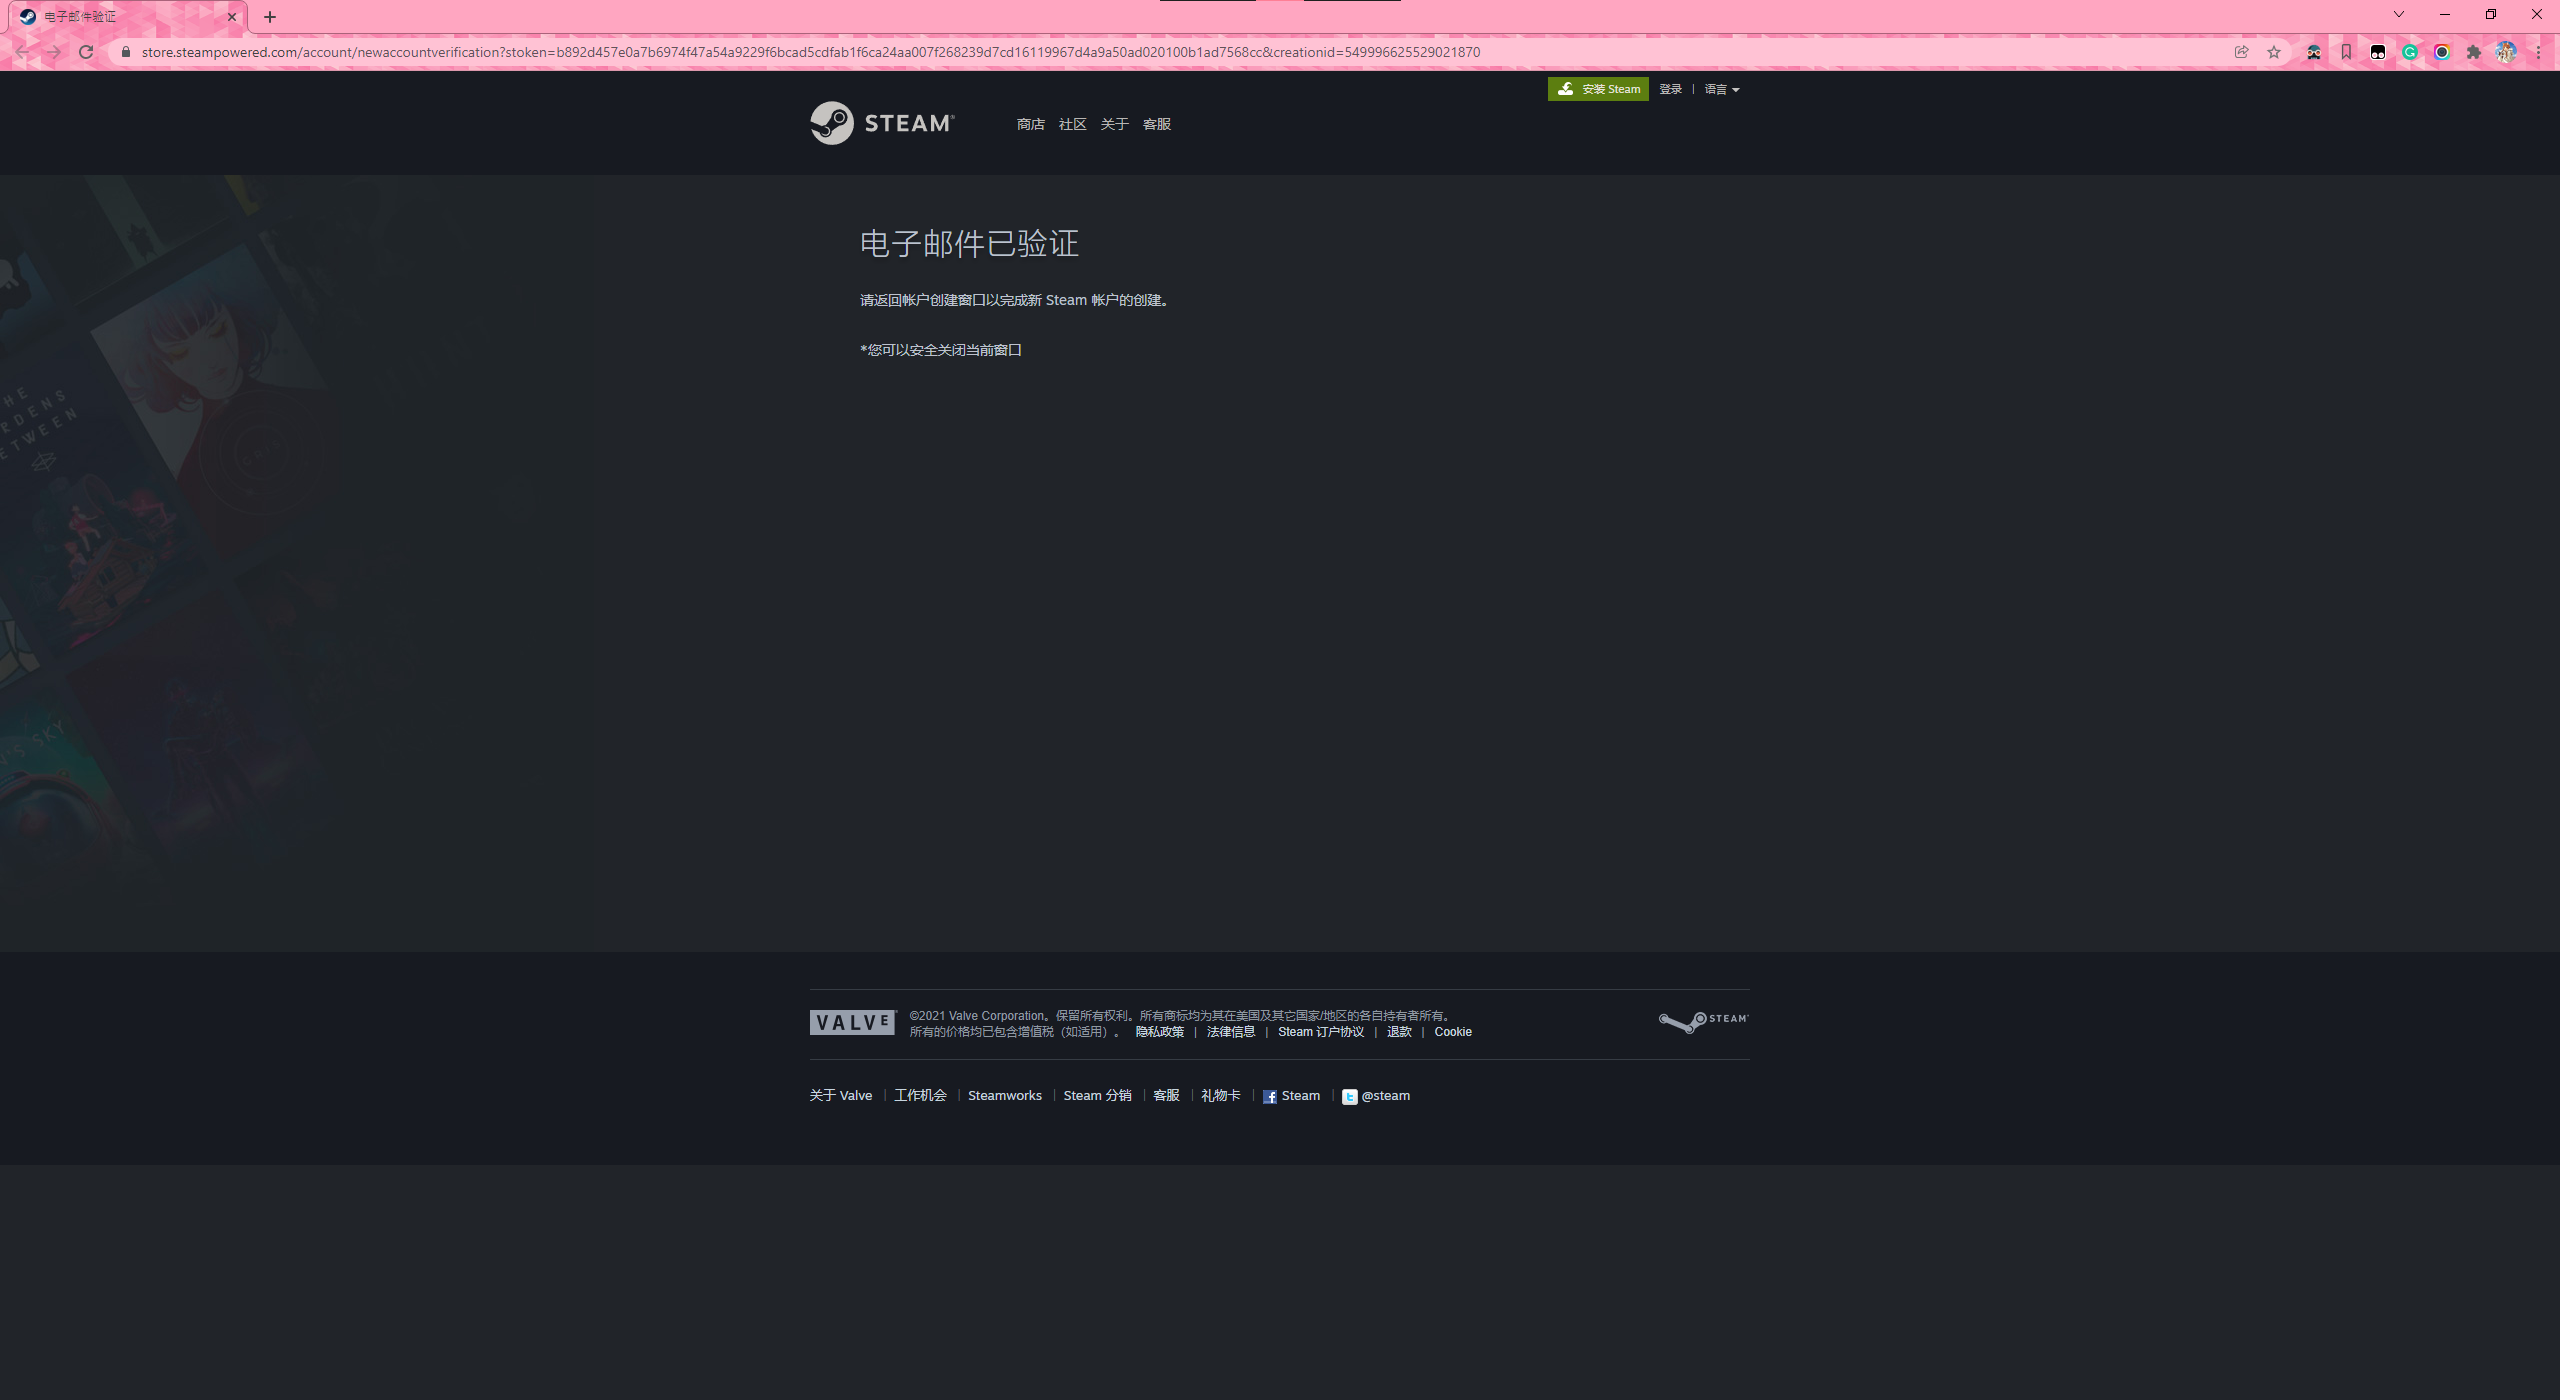 电子邮件验证
store.steampowered.com/account/newaccountverification?stoken=b892d457e0a7b6974f47a54a9229f6bcad5cdfab1f6ca24aa007f268239d7cd16119967d4a9a50ad020100b1ad7568cc&creationid=549996625529021870
安装 Steam 登录 | 语言
STEAM® 商店 社区 关于 客服
电子邮件已验证
请返回帐户创建窗口以完成新 Steam 帐户的创建。
*您可以安全关闭当前窗口
THE
RDENS
ETWEEN
GRIS
N'S SKY
VALVE® ©2021 Valve Corporation。保留所有权利。所有商标均为其在美国及其它国家/地区的各自持有者所有。
所有的价格均已包含增值税（如适用）。 隐私政策 | 法律信息 | Steam 订户协议 | 退款 | Cookie
STEAM®
关于 Valve | 工作机会 | Steamworks | Steam 分销 | 客服 | 礼物卡 | Steam | @steam